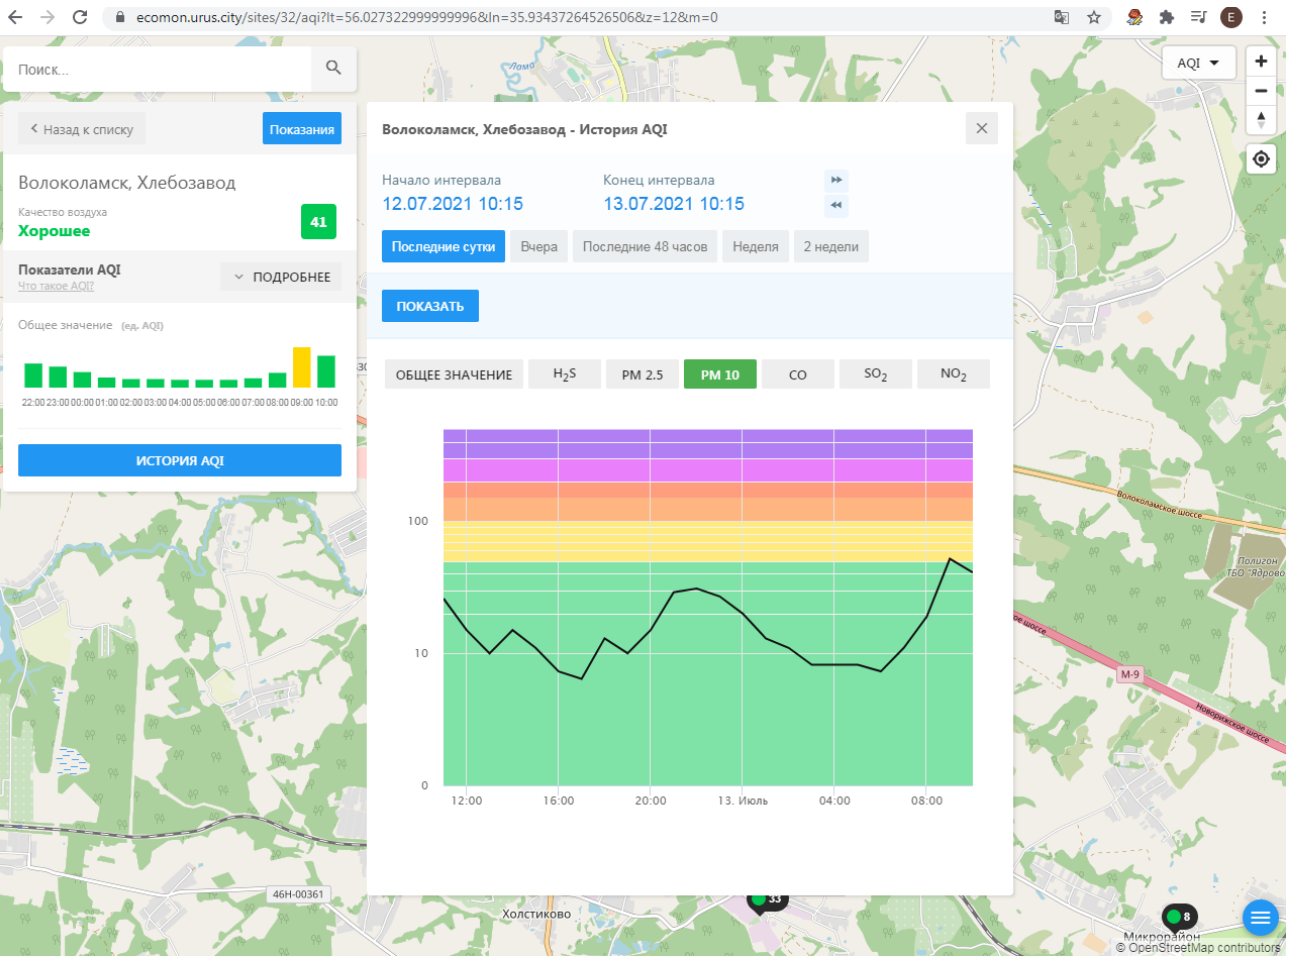 ecomon.urus.city/sites/32/aqi?lt=56.027322999999996&ln=35.93437264526506&z=12&m=0
E
Поиск...
Лама
AQI
Назад к списку
Показания
Волоколамск, Хлебозавод
Качество воздуха
Хорошее
41
Показатели AQI
Что такое AQI?
ПОДРОБНЕЕ
Общее значение (ед. AQI)
22:00 23:00 00:00 01:00 02:00 03:00 04:00 05:00 06:00 07:00 08:00 09:00 10:00
ИСТОРИЯ AQI
Волоколамск, Хлебозавод - История AQI
Начало интервала
12.07.2021 10:15
Конец интервала
13.07.2021 10:15
Последние сутки
Вчера
Последние 48 часов
Неделя
2 недели
ПОКАЗАТЬ
ОБЩЕЕ ЗНАЧЕНИЕ
H2S
PM 2.5
PM 10
CO
SO2
NO2
100
10
0
12:00
16:00
20:00
13. Июль
04:00
08:00
Волоколамское шоссе
Полигон
ТБО "Ядрово
M-9
Новорижское шоссе
46Н-00361
Холстиково
33
8
Микрорайон
© OpenStreetMap contributors